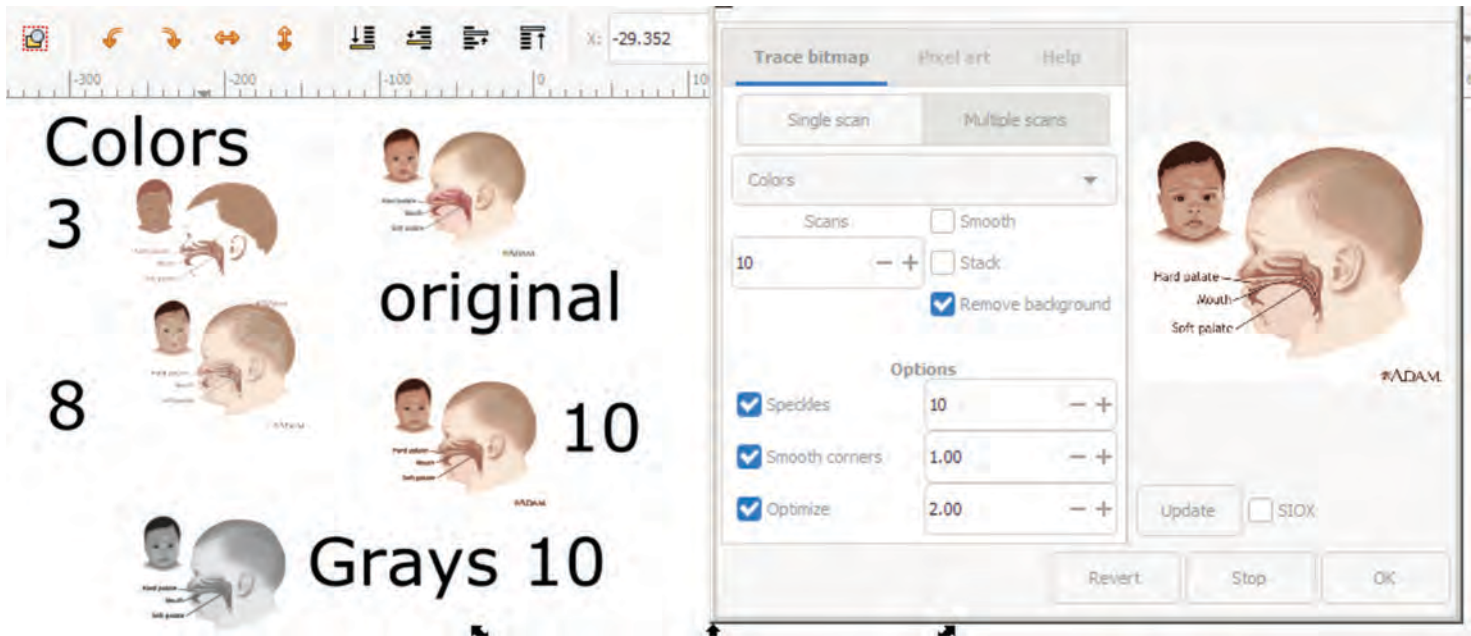 X: -29.352
-300 -200 -100 0 10
Colors
3
original
8
10
Grays 10
Trace bitmap Pixel art Help
Single scan Multiple scans
Colors
Scans
Smooth
10 - +
Stack
Remove background
Options
Speckles 10 - +
Smooth corners 1.00 - +
Optimize 2.00 - +
Hard palate
Mouth
Soft palate
ADAM.
Update SIOX
Revert Stop OK